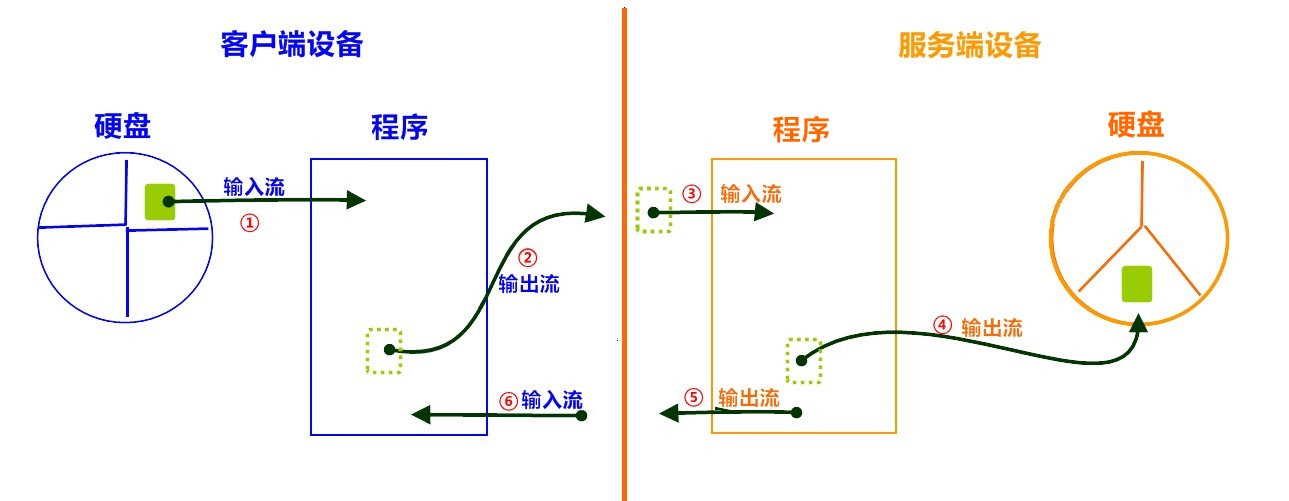 客户端设备
服务端设备
硬盘
程序
程序
硬盘
输入流
①
②
输出流
③ 输入流
④ 输出流
⑥输入流
⑤ 输出流